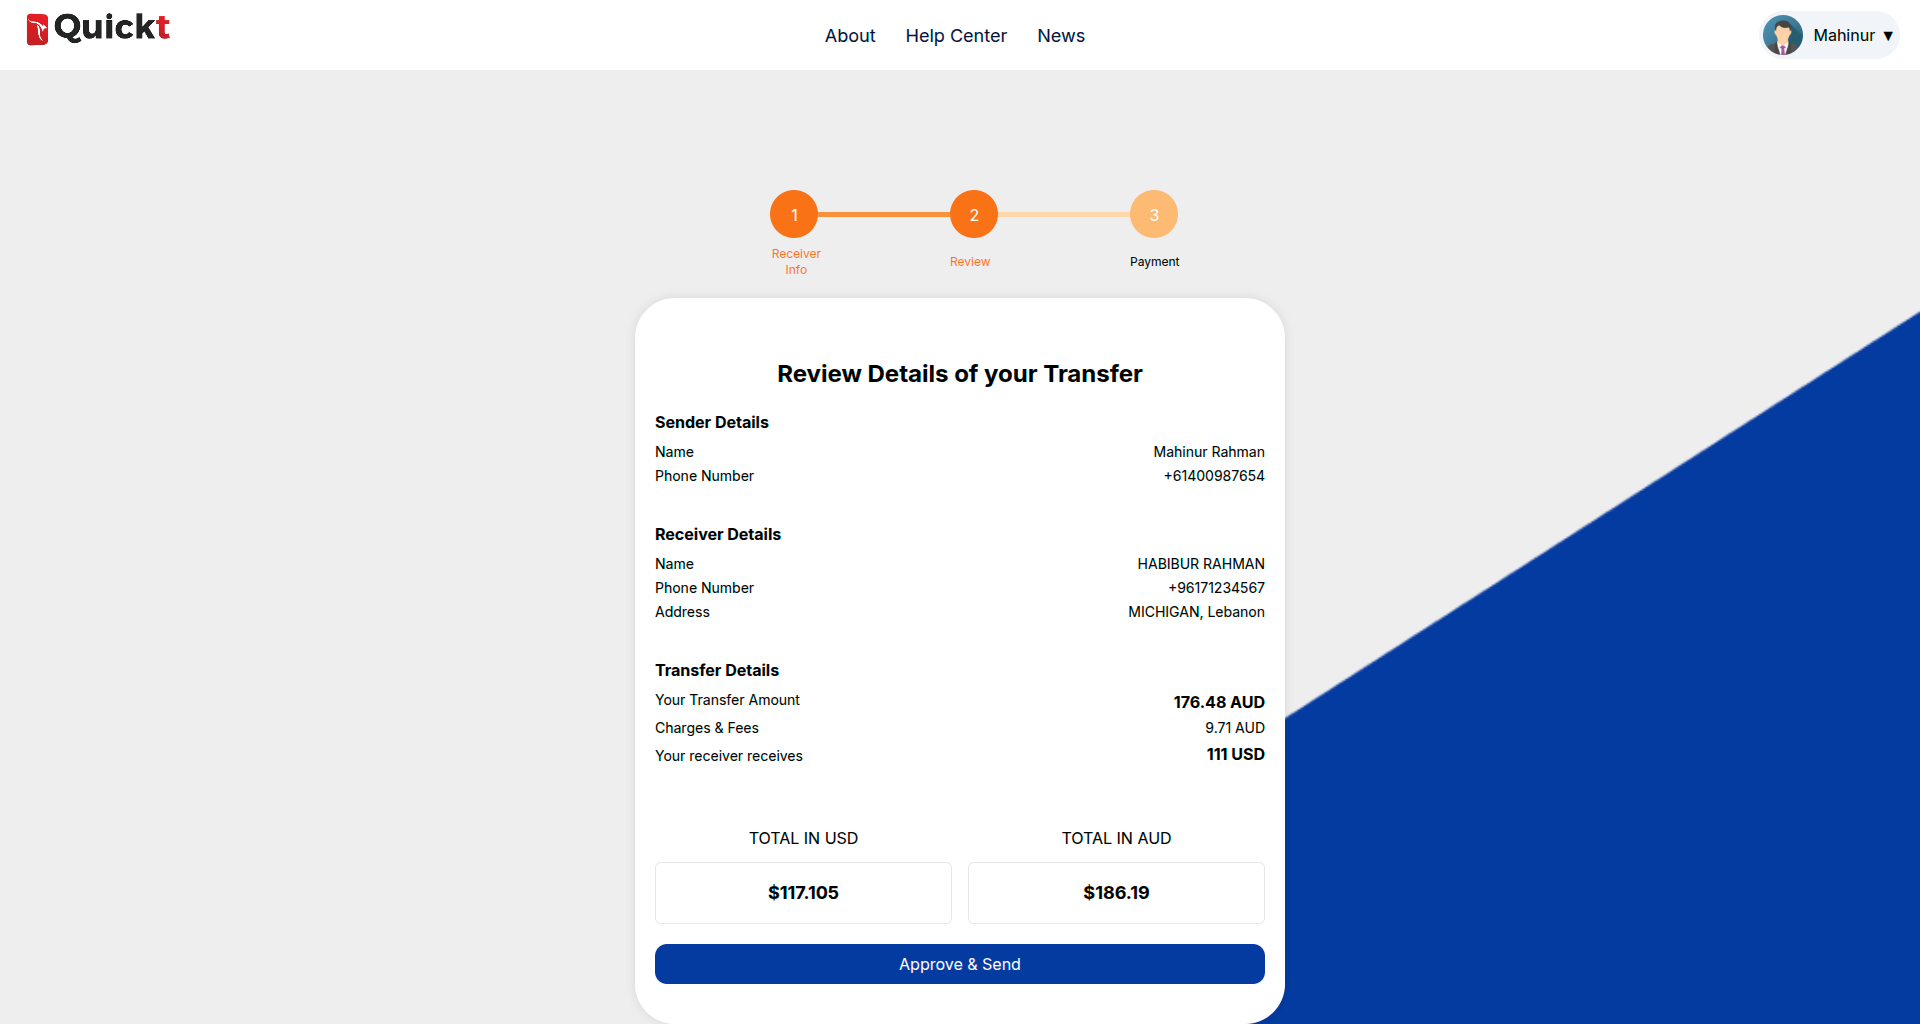 Quickt
About Help Center News
Mahinur ▼
1 2 3
Receiver Info
Review
Payment
Review Details of your Transfer
Sender Details
Name Mahinur Rahman
Phone Number +61400987654
Receiver Details
Name HABIBUR RAHMAN
Phone Number +96171234567
Address MICHIGAN, Lebanon
Transfer Details
Your Transfer Amount 176.48 AUD
Charges & Fees 9.71 AUD
Your receiver receives 111 USD
TOTAL IN USD TOTAL IN AUD
$117.105 $186.19
Approve & Send